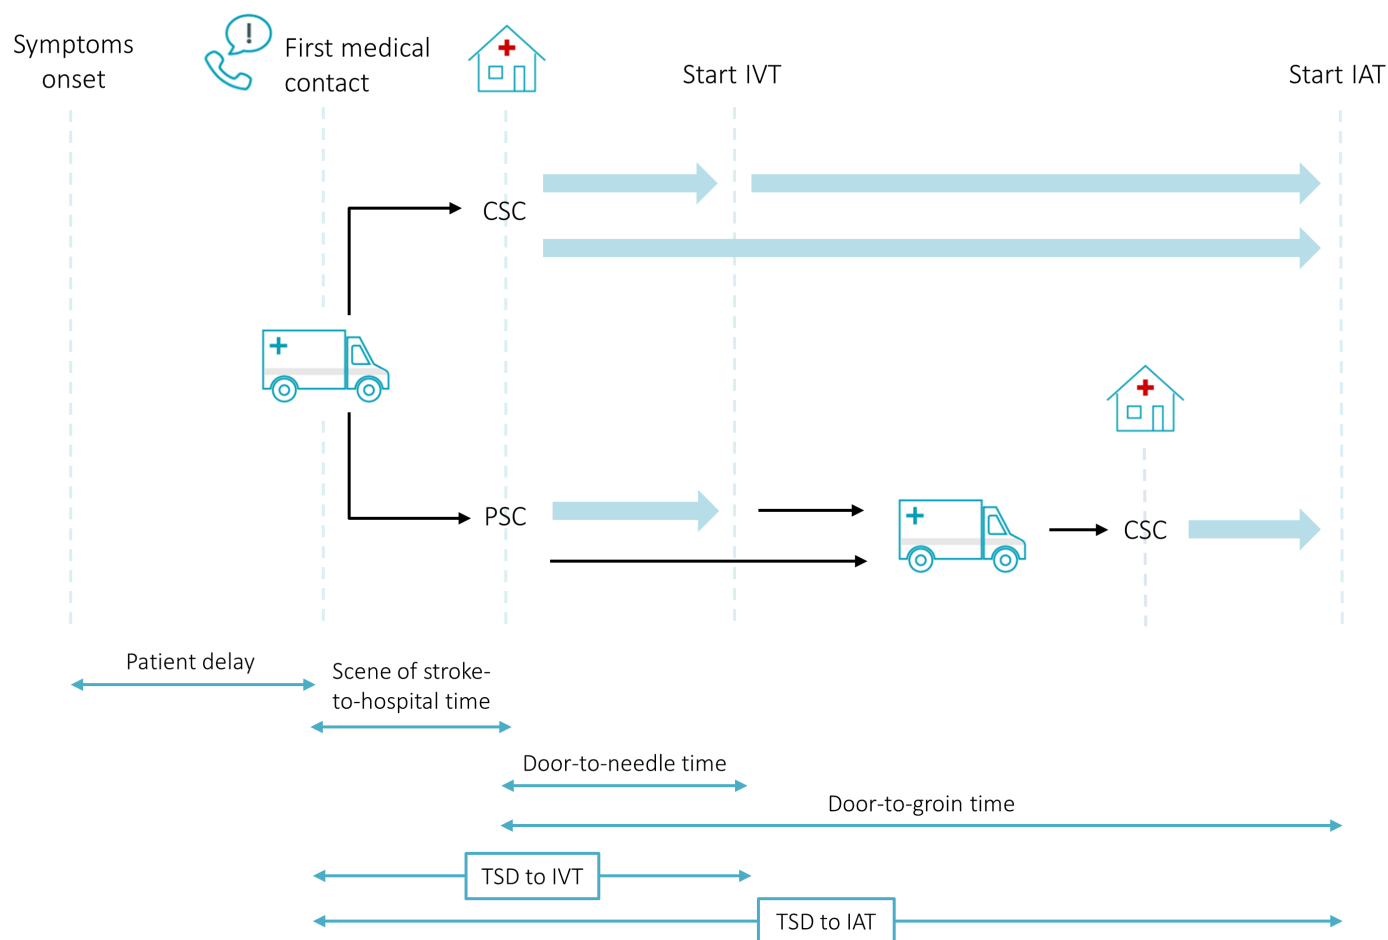 Symptoms
onset
!
First medical
contact
Start IVT
Start IAT
CSC
PSC
CSC
Patient delay
Scene of stroke-
to-hospital time
Door-to-needle time
Door-to-groin time
TSD to IVT
TSD to IAT